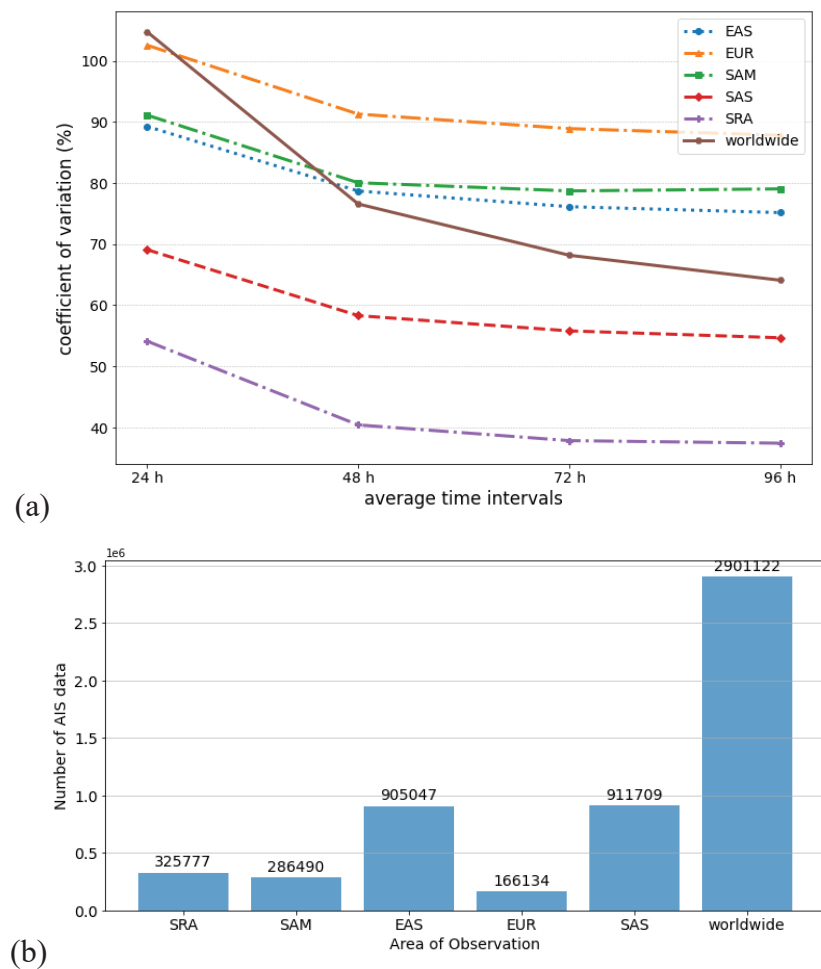 100
90
80
70
60
50
40
coefficient of variation (%)
EAS
EUR
SAM
SAS
SRA
worldwide
24 h 48 h 72 h 96 h
average time intervals
(a)
1e6
3.0
2.5
2.0
1.5
1.0
0.5
0.0
Number of AIS data
325777
286490
905047
166134
911709
2901122
SRA SAM EAS EUR SAS worldwide
Area of Observation
(b)